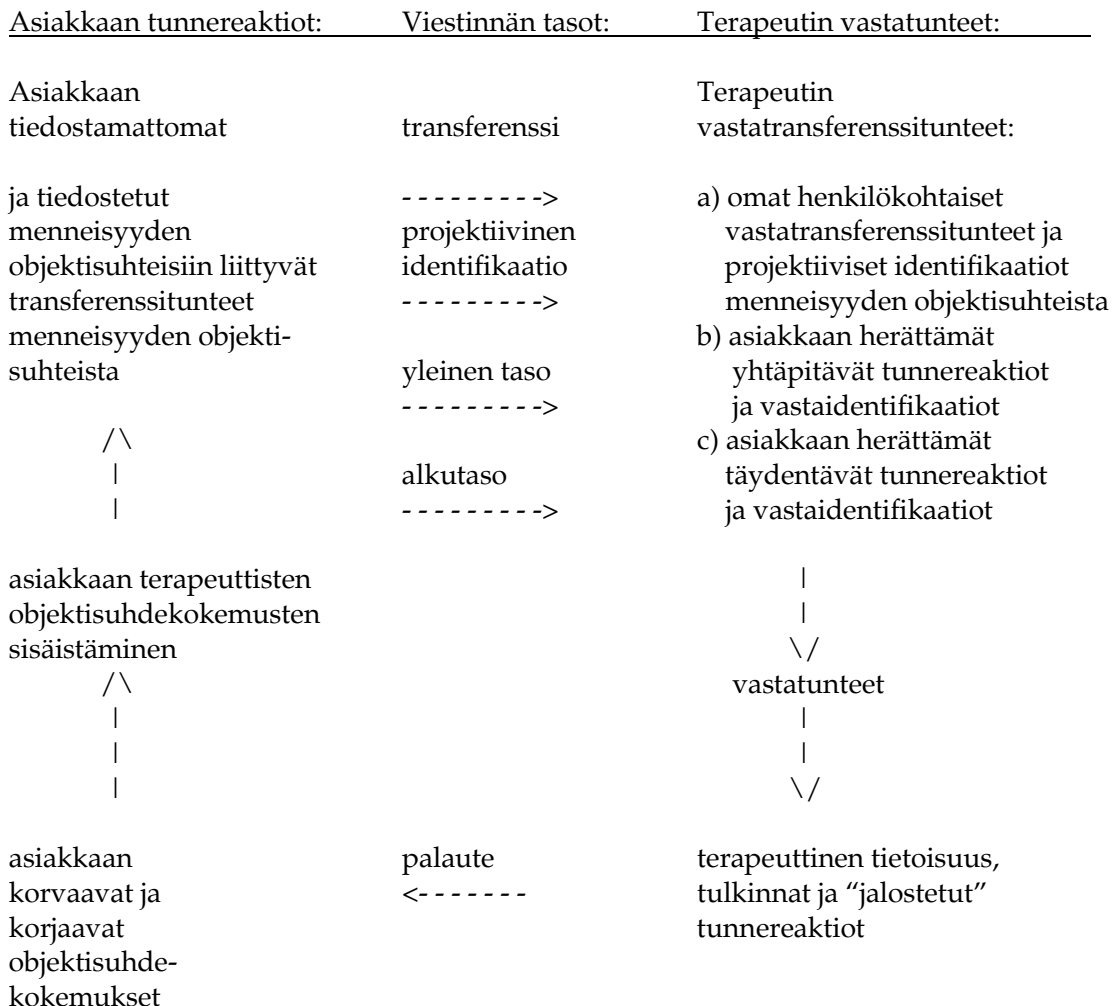 Asiakkaan tunnereaktiot: Viestinnän tasot: Terapeutin vastatunteet:
Asiakkaan Terapeutin
tiedostamattomat transferenssi vastatransferenssitunteet:
ja tiedostetut - - - - - - - - -> a) omat henkilökohtaiset
menneisyyden projektiivinen vastatransferenssitunteet ja
objektisuhteisiin liittyvät identifikaatio projektiiviset identifikaatiot
transferenssitunteet - - - - - - - - -> menneisyyden objektisuhteista
menneisyyden objekti- b) asiakkaan herättämät
suhteista yleinen taso yhtäpitävät tunnereaktiot
- - - - - - - - -> ja vastaidentifikaatiot
/\ c) asiakkaan herättämät
| alkutaso täydentävät tunnereaktiot
| - - - - - - - - -> ja vastaidentifikaatiot
asiakkaan terapeuttisten |
objektisuhdekokemusten |
sisäistäminen \/
/\ vastatunteet
| |
| |
| \/
asiakkaan palaute terapeuttinen tietoisuus,
korvaavat ja <- - - - - - - tulkinnat ja “jalostetut”
korjaavat tunnereaktiot
objektisuhde-
kokemukset